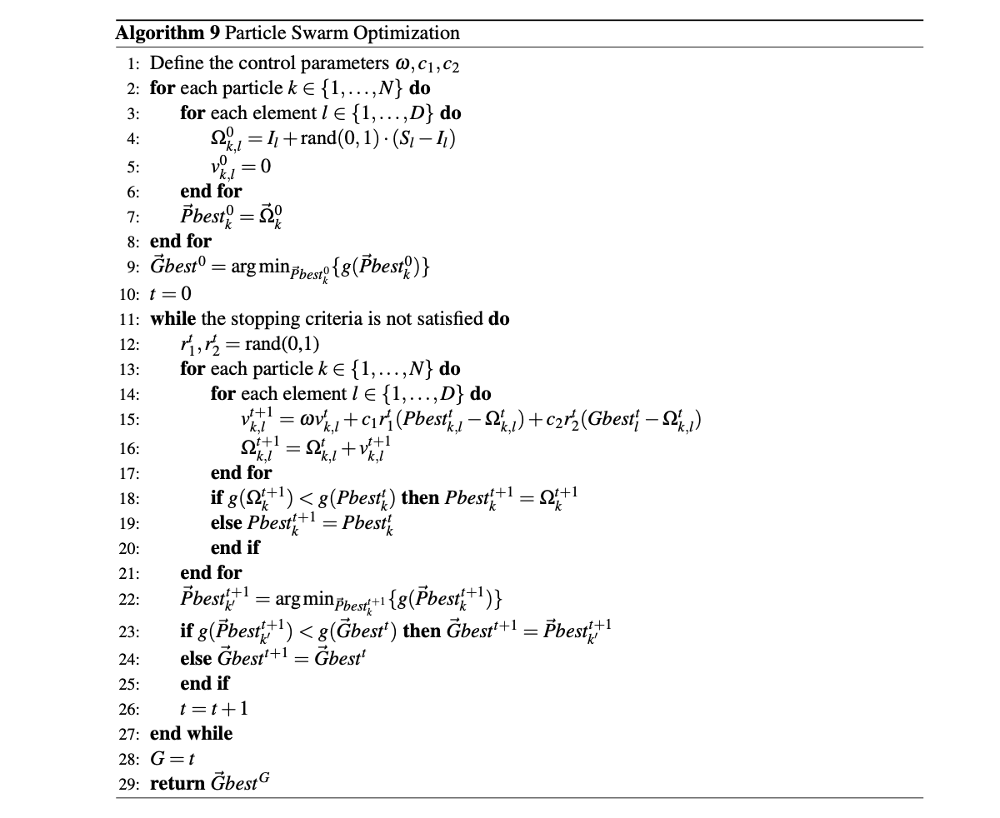 Algorithm 9 Particle Swarm Optimization
1: Define the control parameters ω, c₁, c₂
2: for each particle k ∈ {1,…,N} do
3: for each element l ∈ {1,…,D} do
4: Ω⁰_{k,l} = I_l + rand(0,1) · (S_l − I_l)
5: v⁰_{k,l} = 0
6: end for
7: P⃗best⁰_k = Ω⃗⁰_k
8: end for
9: G⃗best⁰ = arg min_{P⃗best⁰_k}{g(P⃗best⁰_k)}
10: t = 0
11: while the stopping criteria is not satisfied do
12: r₁ᵗ, r₂ᵗ = rand(0,1)
13: for each particle k ∈ {1,…,N} do
14: for each element l ∈ {1,…,D} do
15: v^{t+1}_{k,l} = ωv^t_{k,l} + c₁r₁ᵗ(Pbest^t_{k,l} − Ω^t_{k,l}) + c₂r₂ᵗ(Gbest^t_l − Ω^t_{k,l})
16: Ω^{t+1}_{k,l} = Ω^t_{k,l} + v^{t+1}_{k,l}
17: end for
18: if g(Ω^{t+1}_k) < g(Pbest^t_k) then Pbest^{t+1}_k = Ω^{t+1}_k
19: else Pbest^{t+1}_k = Pbest^t_k
20: end if
21: end for
22: P⃗best^{t+1}_{k′} = arg min_{P⃗best^{t+1}_k}{g(P⃗best^{t+1}_k)}
23: if g(P⃗best^{t+1}_{k′}) < g(G⃗best^t) then G⃗best^{t+1} = P⃗best^{t+1}_{k′}
24: else G⃗best^{t+1} = G⃗best^t
25: end if
26: t = t + 1
27: end while
28: G = t
29: return G⃗best^G